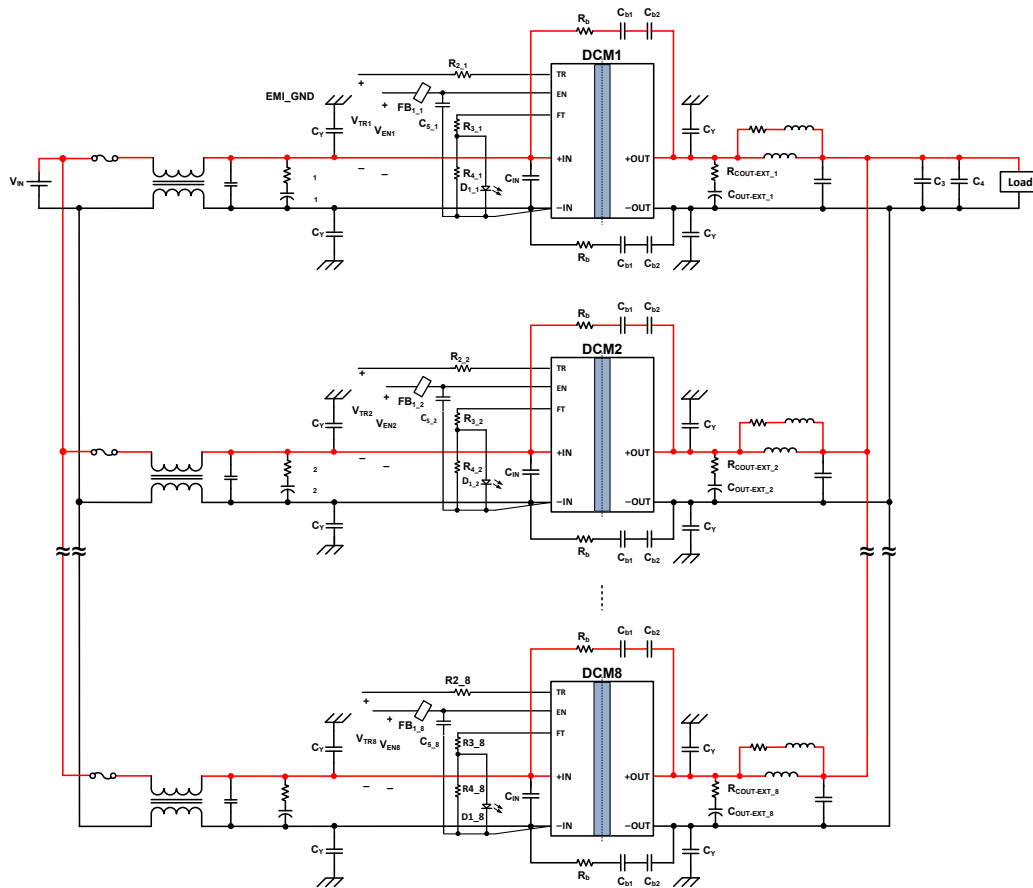 Rb Cb1 Cb2
DCM1
R2_1
TR
EMI_GND
+
EN
+
FB1_1
FT
CY
VTR1
VEN1
C5_1
R3_1
CY
+IN
+OUT
VIN
– –
R4_1
D1_1
CIN
RCOUT-EXT_1
COUT-EXT_1
C3
C4
Load
1
1
–IN
–OUT
CY
CY
Rb Cb1 Cb2
Rb Cb1 Cb2
DCM2
R2_2
TR
+
EN
+
FB1_2
FT
CY
VTR2
VEN2
C5_2
R3_2
CY
+IN
+OUT
– –
2
R4_2
D1_2
CIN
RCOUT-EXT_2
COUT-EXT_2
2
–IN
–OUT
CY
CY
Rb Cb1 Cb2
≈ ≈
≈ ≈
Rb Cb1 Cb2
DCM8
R2_8
TR
+
EN
+
FB1_8
FT
CY
VTR8
VEN8
C5_8
R3_8
CY
+IN
+OUT
– –
R4_8
D1_8
CIN
RCOUT-EXT_8
COUT-EXT_8
–IN
–OUT
CY
CY
Rb Cb1 Cb2